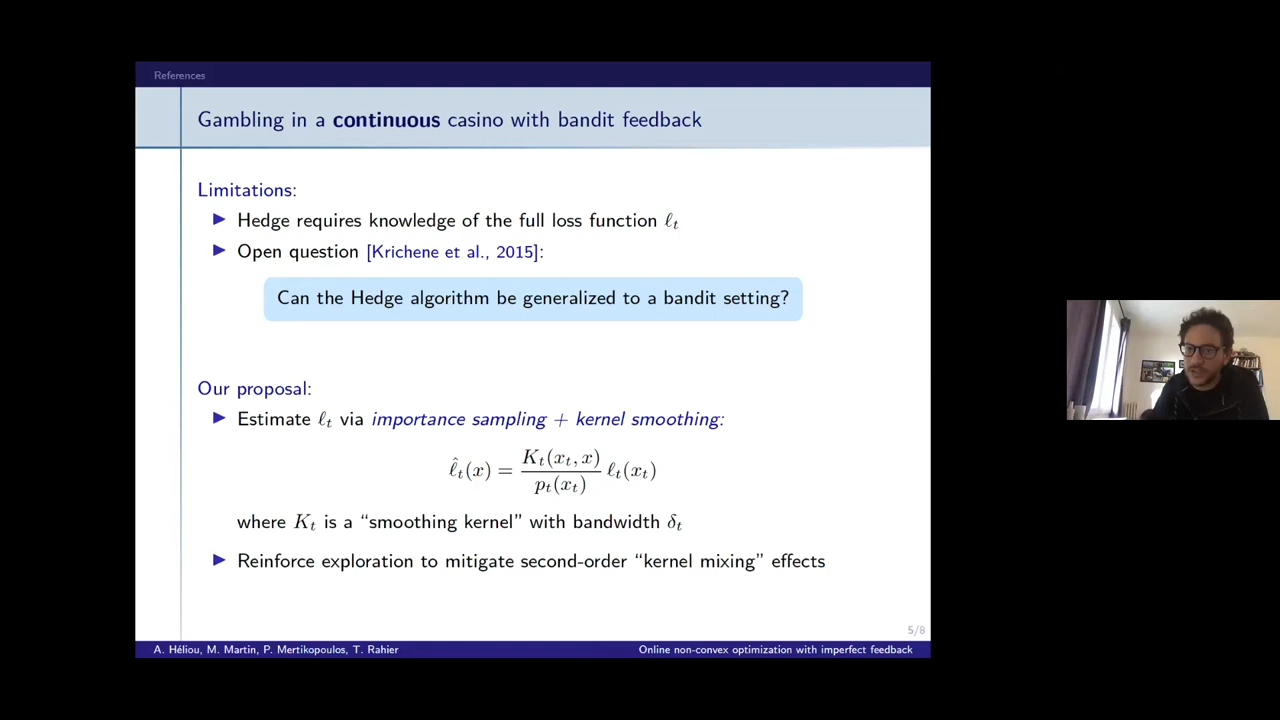 References
Gambling in a continuous casino with bandit feedback
Limitations:
▶ Hedge requires knowledge of the full loss function ℓ_t
▶ Open question [Krichene et al., 2015]:
Can the Hedge algorithm be generalized to a bandit setting?
Our proposal:
▶ Estimate ℓ_t via importance sampling + kernel smoothing:
ℓ̂_t(x) = K_t(x_t, x) / p_t(x_t) ℓ_t(x_t)
where K_t is a “smoothing kernel” with bandwidth δ_t
▶ Reinforce exploration to mitigate second-order “kernel mixing” effects
5/8
A. Héliou, M. Martin, P. Mertikopoulos, T. Rahier
Online non-convex optimization with imperfect feedback